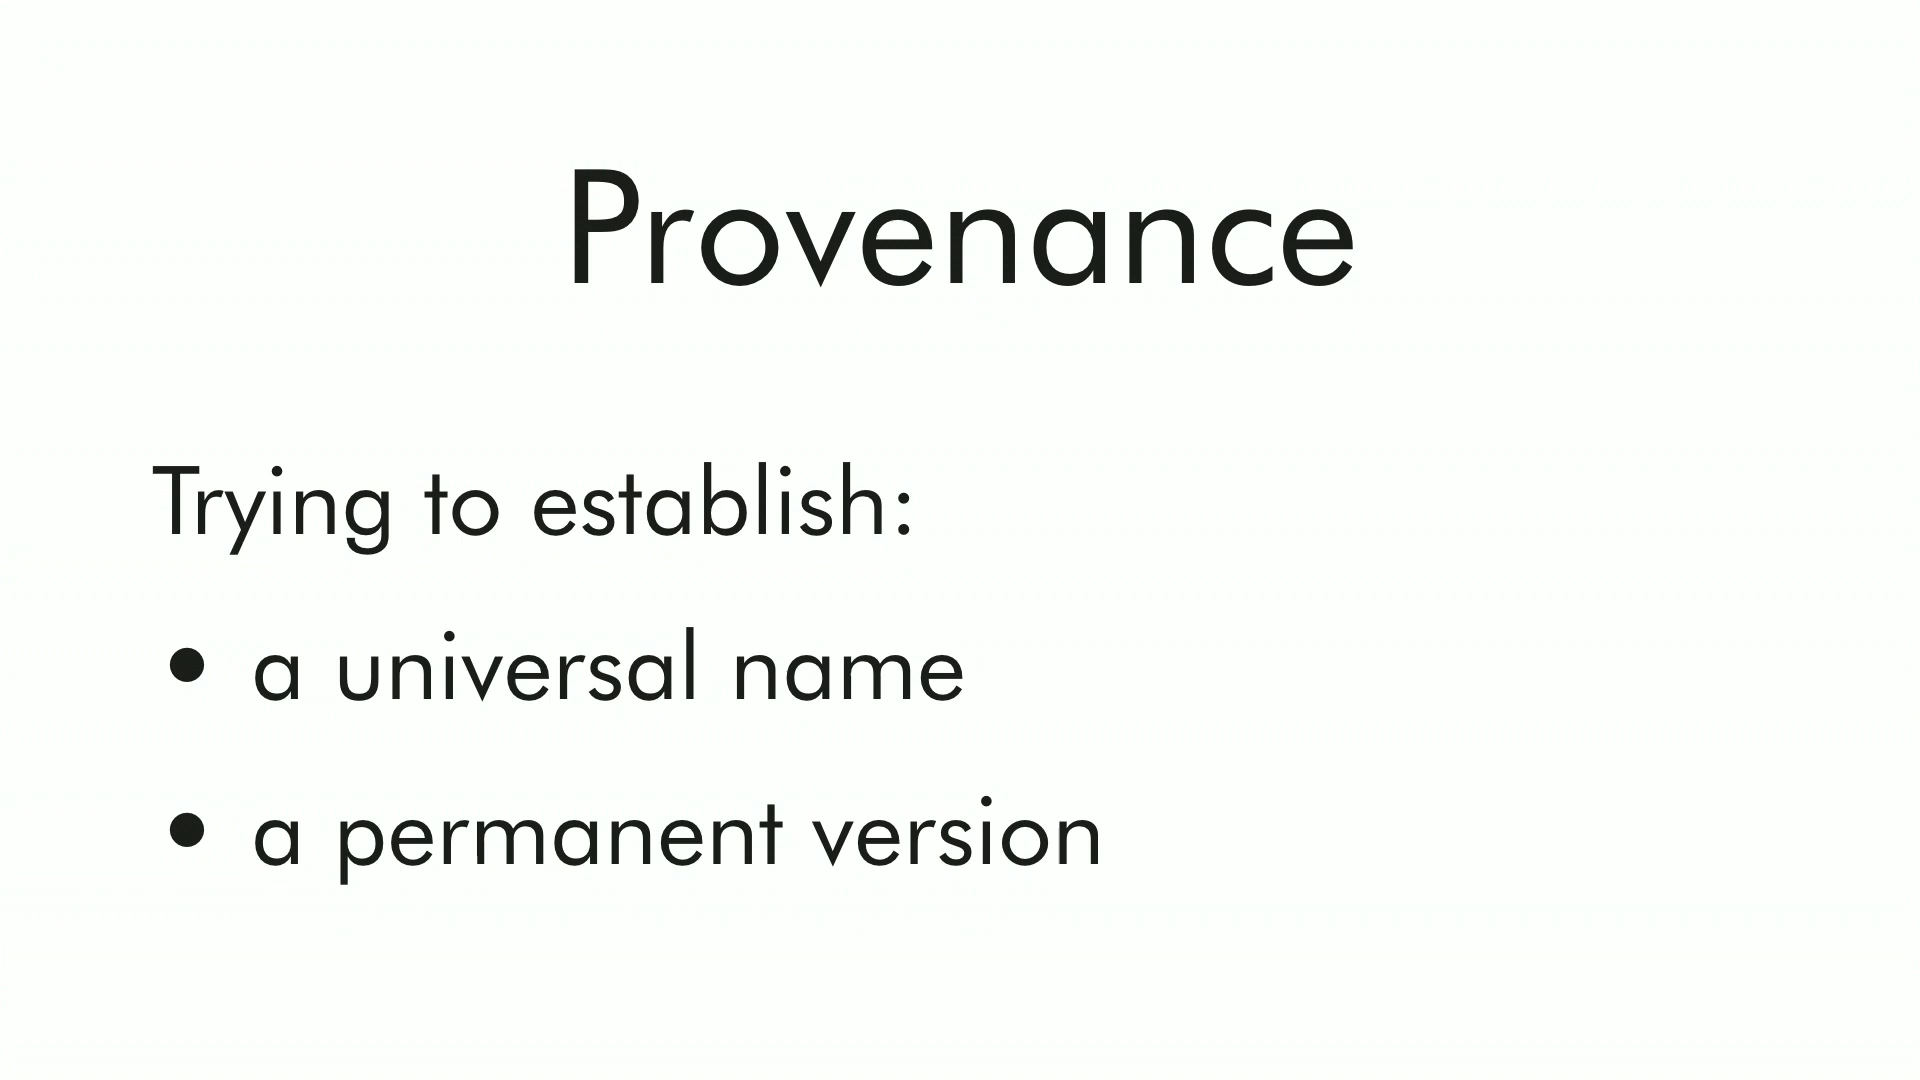 Provenance
Trying to establish:
• a universal name
• a permanent version